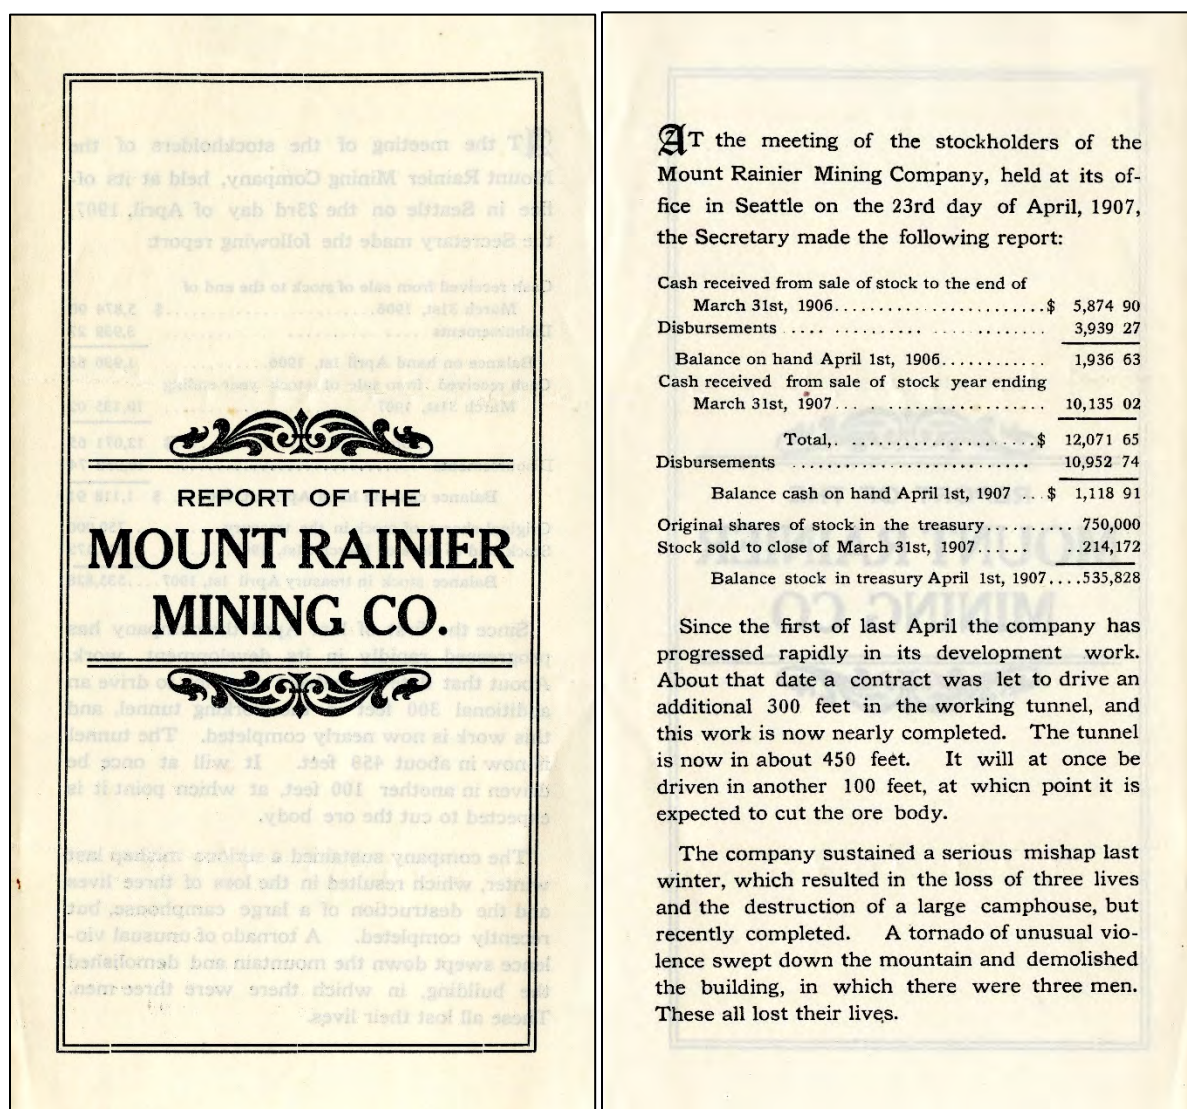 REPORT OF THE
MOUNT RAINIER
MINING CO.
AT the meeting of the stockholders of the
Mount Rainier Mining Company, held at its of-
fice in Seattle on the 23rd day of April, 1907,
the Secretary made the following report:
Cash received from sale of stock to the end of
March 31st, 1906........................$ 5,874 90
Disbursements .......................... 3,939 27
Balance on hand April 1st, 1906............ 1,936 63
Cash received from sale of stock year ending
March 31st, 1907........................ 10,135 02
Total,.........................$ 12,071 65
Disbursements ........................... 10,952 74
Balance cash on hand April 1st, 1907 ... $ 1,118 91
Original shares of stock in the treasury.......... 750,000
Stock sold to close of March 31st, 1907 ...... .214,172
Balance stock in treasury April 1st, 1907....535,828
Since the first of last April the company has
progressed rapidly in its development work.
About that date a contract was let to drive an
additional 300 feet in the working tunnel, and
this work is now nearly completed. The tunnel
is now in about 450 feet. It will at once be
driven in another 100 feet, at whicn point it is
expected to cut the ore body.
The company sustained a serious mishap last
winter, which resulted in the loss of three lives
and the destruction of a large camphouse, but
recently completed. A tornado of unusual vio-
lence swept down the mountain and demolished
the building, in which there were three men.
These all lost their lives.